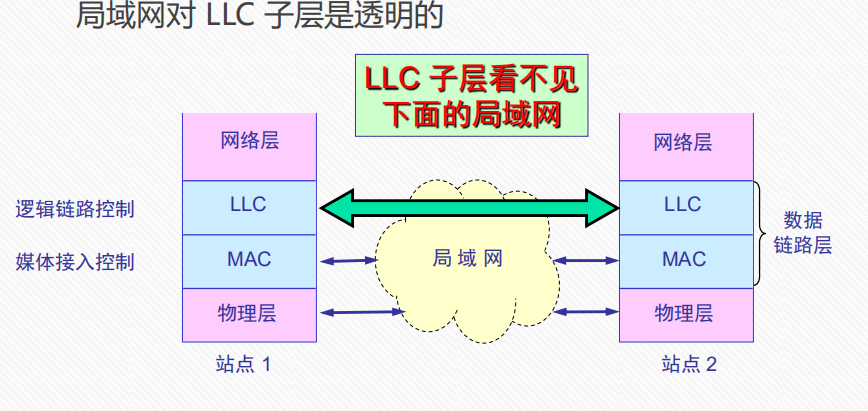 局域网对 LLC 子层是透明的
LLC 子层看不见
下面的局域网
网络层
网络层
逻辑链路控制
LLC
LLC
数据
链路层
媒体接入控制
MAC
局 域 网
MAC
物理层
物理层
站点 1
站点 2